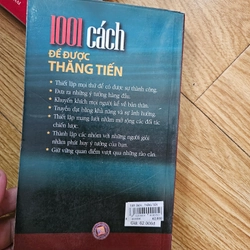 1001 cách
ĐỂ ĐƯỢC
THĂNG TIẾN
• Thiết lập mọi thứ để có được sự thành công.
• Đưa ra những ý tưởng hàng đầu.
• Khuyến khích mọi người kể về bản thân.
• Truyền đạt bằng khả năng và sự ảnh hưởng.
• Thiết lập mạng lưới nhằm mở rộng các đối tác
chiến lược.
• Thành lập các nhóm với những người giỏi
nhằm phát huy ý tưởng của bạn.
• Giữ vững quan điểm vượt qua những rào cản.